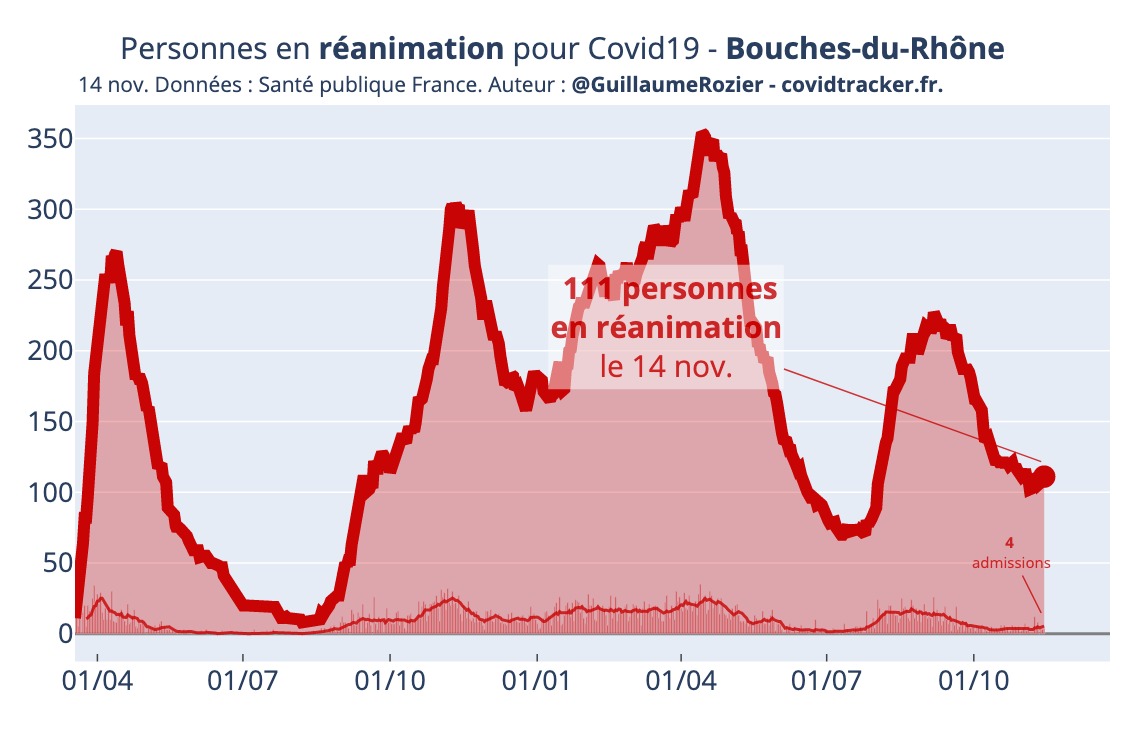 Personnes en réanimation pour Covid19 - Bouches-du-Rhône
14 nov. Données : Santé publique France. Auteur : @GuillaumeRozier - covidtracker.fr.
350
300
250
200
150
100
50
0
111 personnes
en réanimation
le 14 nov.
4
admissions
01/04
01/07
01/10
01/01
01/04
01/07
01/10